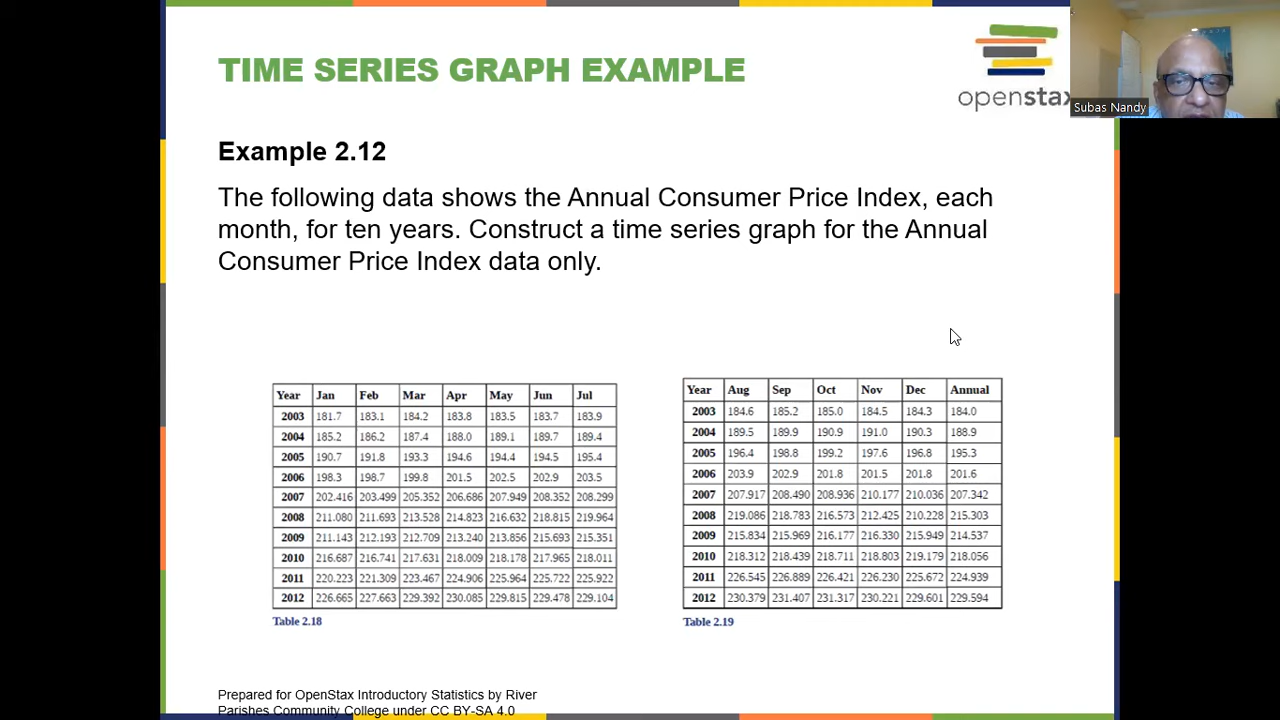 TIME SERIES GRAPH EXAMPLE
openstax
Subas Nandy
Example 2.12
The following data shows the Annual Consumer Price Index, each
month, for ten years. Construct a time series graph for the Annual
Consumer Price Index data only.
Year Jan Feb Mar Apr May Jun Jul
2003 181.7 183.1 184.2 183.8 183.5 183.7 183.9
2004 185.2 186.2 187.4 188.0 189.1 189.7 189.4
2005 190.7 191.8 193.3 194.6 194.4 194.5 195.4
2006 198.3 198.7 199.8 201.5 202.5 202.9 203.5
2007 202.416 203.499 205.352 206.686 207.949 208.352 208.299
2008 211.080 211.693 213.528 214.823 216.632 218.815 219.964
2009 211.143 212.193 212.709 213.240 213.856 215.693 215.351
2010 216.687 216.741 217.631 218.009 218.178 217.965 218.011
2011 220.223 221.309 223.467 224.906 225.964 225.722 225.922
2012 226.665 227.663 229.392 230.085 229.815 229.478 229.104
Table 2.18
Year Aug Sep Oct Nov Dec Annual
2003 184.6 185.2 185.0 184.5 184.3 184.0
2004 189.5 189.9 190.9 191.0 190.3 188.9
2005 196.4 198.8 199.2 197.6 196.8 195.3
2006 203.9 202.9 201.8 201.5 201.8 201.6
2007 207.917 208.490 208.936 210.177 210.036 207.342
2008 219.086 218.783 216.573 212.425 210.228 215.303
2009 215.834 215.969 216.177 216.330 215.949 214.537
2010 218.312 218.439 218.711 218.803 219.179 218.056
2011 226.545 226.889 226.421 226.230 225.672 224.939
2012 230.379 231.407 231.317 230.221 229.601 229.594
Table 2.19
Prepared for OpenStax Introductory Statistics by River
Parishes Community College under CC BY-SA 4.0